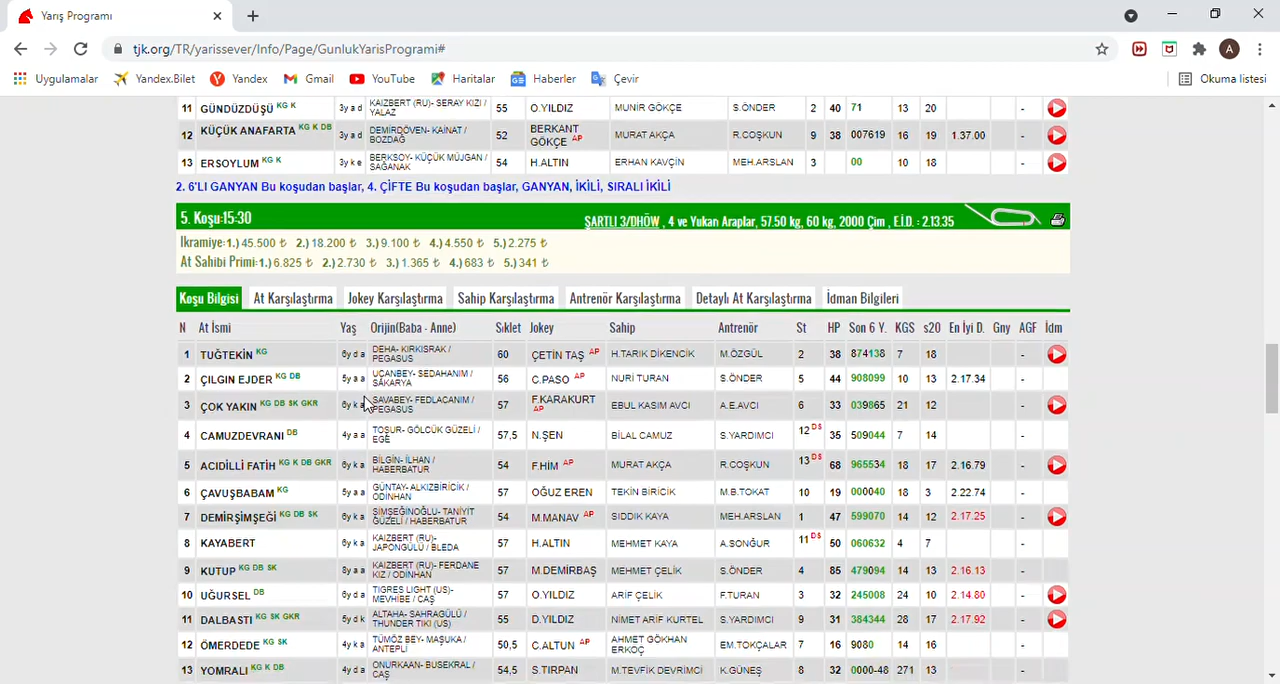 Yarış Programı
tjk.org/TR/yarissever/Info/Page/GunlukYarisProgrami#
A
Uygulamalar Yandex.Bilet Yandex Gmail YouTube Haritalar Haberler Çevir Okuma listesi
11 GÜNDÜZDÜŞÜ KG K 3y a d KAIZBERT (RU)- SERAY KIZI / YALAZ 55 O.YILDIZ MUNİR GÖKÇE S.ÖNDER 2 40 71 13 20 -
12 KÜÇÜK ANAFARTA KG K DB 3y a d DEMİRDÖVEN- KAINAT / BOZDAĞ 52 BERKANT GÖKÇE AP MURAT AKÇA R.COŞKUN 9 38 007619 16 19 1.37.00 -
13 ERSOYLUM KG K 3y k e BERKSOY- KÜÇÜK MÜJGAN / SAĞANAK 54 H.ALTIN ERHAN KAVÇİN MEH.ARSLAN 3 00 10 18 -
2. 6'LI GANYAN Bu koşudan başlar, 4. ÇİFTE Bu koşudan başlar, GANYAN, İKİLİ, SIRALI İKİLİ
5. Koşu:15:30 ŞARTLI 3/DHÖW , 4 ve Yukarı Araplar, 57.50 kg, 60 kg, 2000 Çim , E.İ.D. : 2.13.35
İkramiye:1.) 45.500 ₺ 2.) 18.200 ₺ 3.) 9.100 ₺ 4.) 4.550 ₺ 5.) 2.275 ₺
At Sahibi Primi:1.) 6.825 ₺ 2.) 2.730 ₺ 3.) 1.365 ₺ 4.) 683 ₺ 5.) 341 ₺
Koşu Bilgisi At Karşılaştırma Jokey Karşılaştırma Sahip Karşılaştırma Antrenör Karşılaştırma Detaylı At Karşılaştırma İdman Bilgileri
N At İsmi Yaş Orijin(Baba - Anne) Sıklet Jokey Sahip Antrenör St HP Son 6 Y. KGS s20 En İyi D. Gny AGF İdm
1 TUĞTEKİN KG 6y d a DEHA- KIRKISRAK / PEGASUS 60 ÇETİN TAŞ AP H.TARIK DİKENCİK M.ÖZGÜL 2 38 874138 7 18 -
2 ÇILGIN EJDER KG DB 5y a a UÇANBEY- SEDAHANIM / SAKARYA 56 C.PASO AP NURİ TURAN S.ÖNDER 5 44 908099 10 13 2.17.34 -
3 ÇOK YAKIN KG DB SK GKR 6y k a SAVABEY- FEDLACANIM / PEGASUS 57 F.KARAKURT AP EBUL KASIM AVCI A.E.AVCI 6 33 039865 21 12 -
4 CAMUZDEVRANI DB 4y a a TOSUR- GÖLCÜK GÜZELİ / EGE 57,5 N.ŞEN BİLAL CAMUZ S.YARDIMCI 12 DS 35 509044 7 14 -
5 ACIDİLLİ FATİH KG K DB GKR 6y k a BİLGİN- İLHAN / HABERBATUR 54 F.HİM AP MURAT AKÇA R.COŞKUN 13 DS 68 965534 18 17 2.16.79 -
6 ÇAVUŞBABAM KG 5y a a GÜNTAY- ALKIZBİRİCİK / ODİNHAN 57 OĞUZ EREN TEKİN BİRİCİK M.B.TOKAT 10 19 000040 18 3 2.22.74 -
7 DEMİRŞİMŞEĞİ KG DB SK 6y k a ŞİMŞEĞİNOĞLU- TANYİT GÜZELİ / HABERBATUR 54 M.MANAV AP SIDDIK KAYA MEH.ARSLAN 1 47 599070 14 12 2.17.25 -
8 KAYABERT 6y k a KAIZBERT (RU)- JAPONGÜLÜ / BLEDA 57 H.ALTIN MEHMET KAYA A.SONĞUR 11 DS 50 060632 4 7 -
9 KUTUP KG DB SK 8y a a KAIZBERT (RU)- FERDANE KIZ / ODİNHAN 57 M.DEMİRBAŞ MEHMET ÇELİK S.ÖNDER 4 85 479094 14 13 2.16.13 -
10 UĞURSEL DB 6y d a TIGRES LIGHT (US)- MEVHİBE / CAŞ 57 O.YILDIZ ARİF ÇELİK F.TURAN 3 32 245008 24 10 2.14.80 -
11 DALBASTI KG SK GKR 5y d k ALTAHA- SAHRAGÜLÜ / THUNDER TIKI (US) 55 D.YILDIZ NİMET ARİF KURTEL S.YARDIMCI 9 31 384344 28 17 2.17.92 -
12 ÖMERDEDE KG SK 4y a a TÜMÖZ BEY- MAŞUKA / ANTEPLİ 50,5 C.ALTUN AP AHMET GÖKHAN ERKOÇ EM.TOKÇALAR 7 16 9080 14 16 -
13 YOMRALI KG K DB 4y d a ONURKAAN- BUSEKRAL / CAŞ 54,5 S.TIRPAN M.TEVFİK DEVRİMCİ K.GÜNEŞ 8 32 0000-48 271 13 -